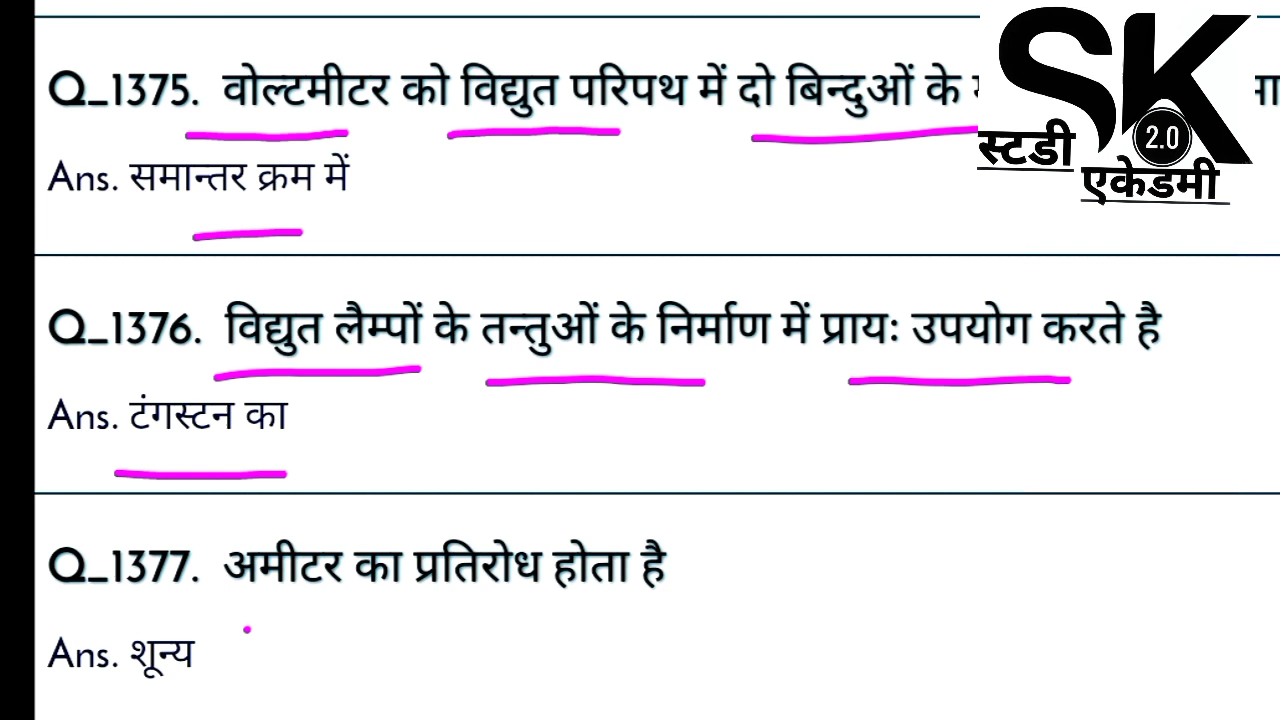 Q_1375. वोल्टमीटर को विद्युत परिपथ में दो बिन्दुओं के
Ans. समान्तर क्रम में
SK
2.0
स्टडी
एकेडमी
Q_1376. विद्युत लैम्पों के तन्तुओं के निर्माण में प्रायः उपयोग करते है
Ans. टंगस्टन का
Q_1377. अमीटर का प्रतिरोध होता है
Ans. शून्य